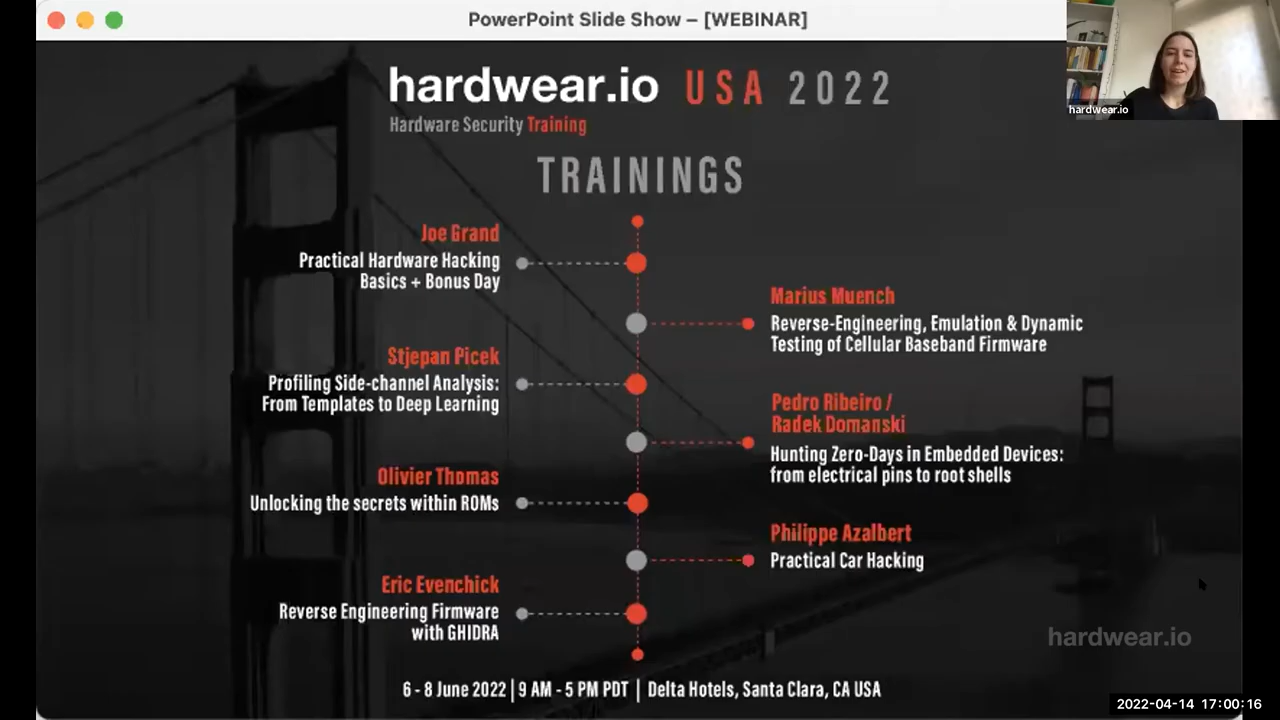 PowerPoint Slide Show – [WEBINAR]
hardwear.io
hardwear.io USA 2022
Hardware Security Training
TRAININGS
Joe Grand
Practical Hardware Hacking
Basics + Bonus Day
Marius Muench
Reverse-Engineering, Emulation & Dynamic
Testing of Cellular Baseband Firmware
Stjepan Picek
Profiling Side-channel Analysis:
From Templates to Deep Learning
Pedro Ribeiro /
Radek Domanski
Hunting Zero-Days in Embedded Devices:
from electrical pins to root shells
Olivier Thomas
Unlocking the secrets within ROMs
Philippe Azalbert
Practical Car Hacking
Eric Evenchick
Reverse Engineering Firmware
with GHIDRA
hardwear.io
6 - 8 June 2022 | 9 AM - 5 PM PDT | Delta Hotels, Santa Clara, CA USA
2022-04-14 17:00:16